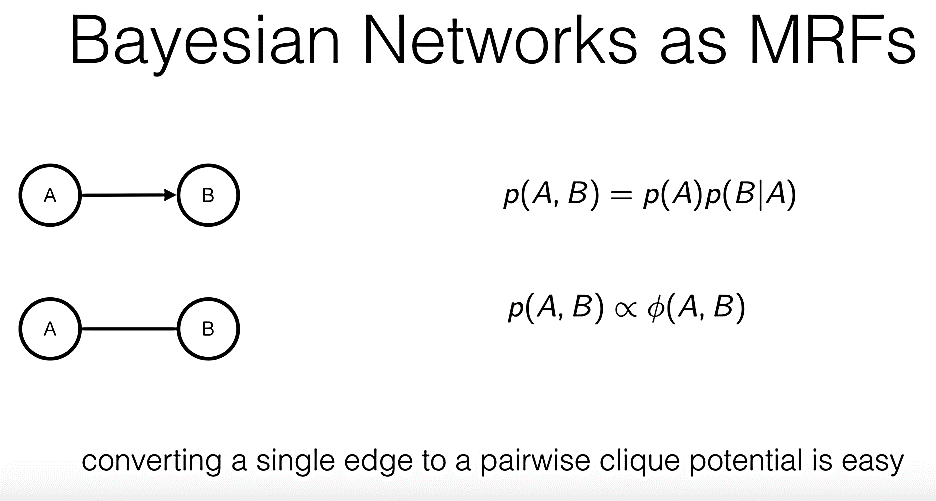 Bayesian Networks as MRFs
A B p(A, B) = p(A)p(B|A)
A B p(A, B) ∝ ϕ(A, B)
converting a single edge to a pairwise clique potential is easy